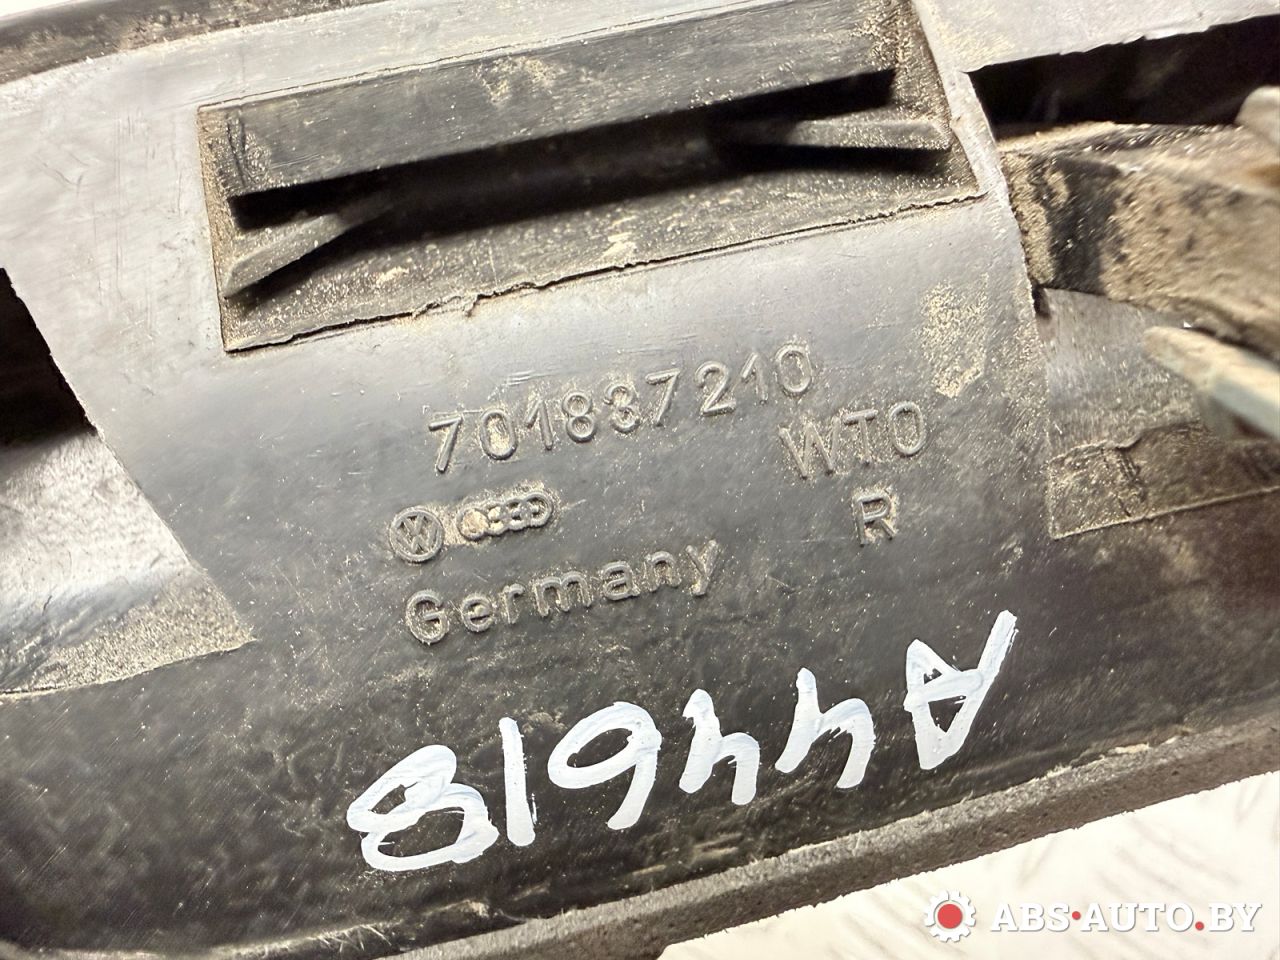 701837210
WTO
R
Germany
A44618
ABS-AUTO.BY